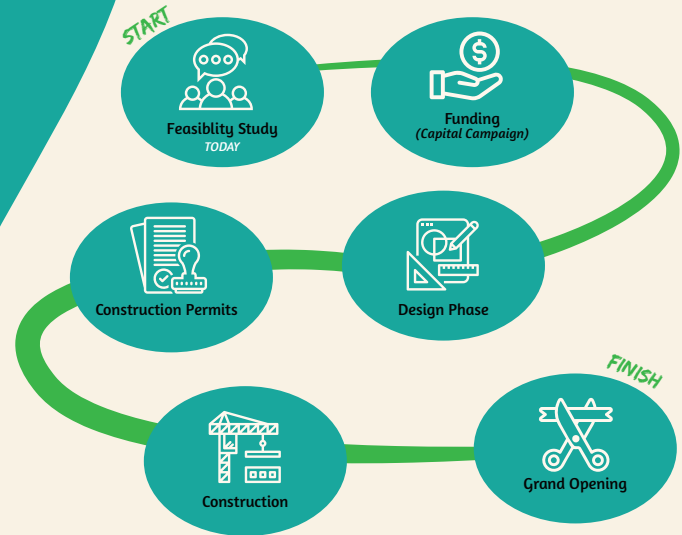 START
Feasiblity Study
TODAY
$
Funding
(Capital Campaign)
Construction Permits
Design Phase
Construction
FINISH
Grand Opening